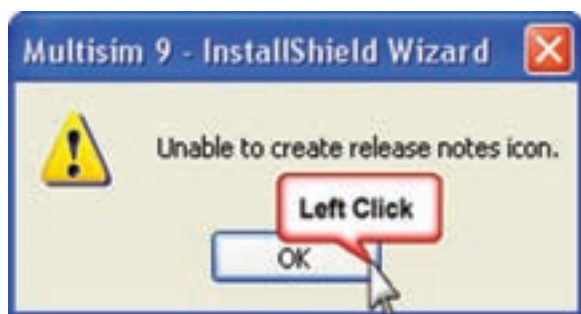 Multisim 9 - InstallShield Wizard
Unable to create release notes icon.
Left Click
OK